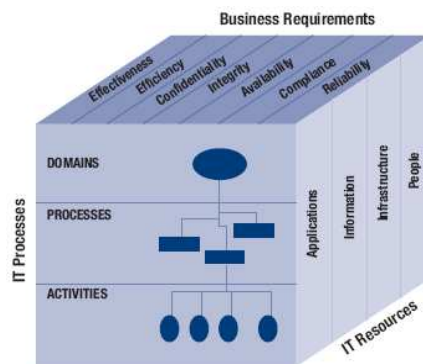 Business Requirements
Effectiveness
Efficiency
Confidentiality
Integrity
Availability
Compliance
Reliability
IT Processes
DOMAINS
PROCESSES
ACTIVITIES
Applications
Information
Infrastructure
People
IT Resources